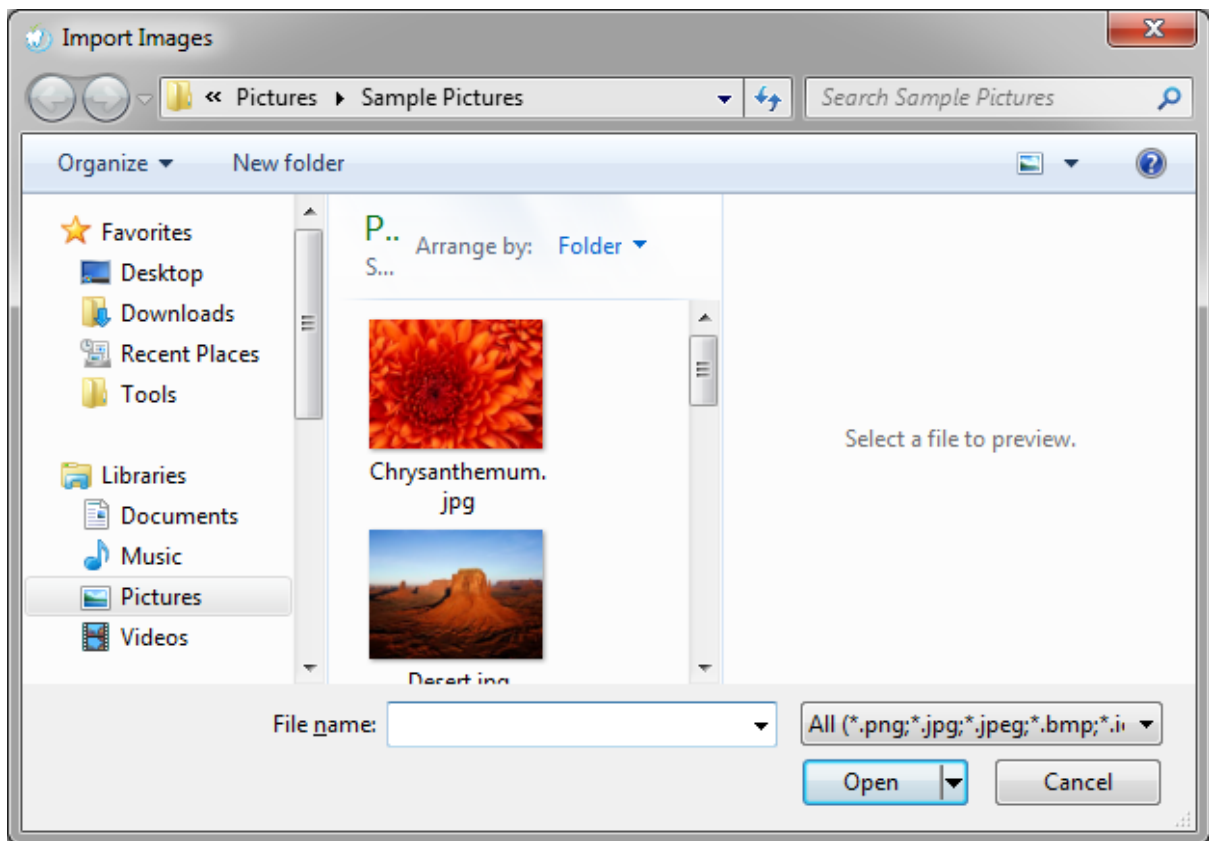 Import Images
« Pictures ▸ Sample Pictures
Search Sample Pictures
Organize
New folder
Favorites
Desktop
Downloads
Recent Places
Tools
Libraries
Documents
Music
Pictures
Videos
P..
S...
Arrange by: Folder
Chrysanthemum.
jpg
Desert.jpg
Select a file to preview.
File name:
All (*.png;*.jpg;*.jpeg;*.bmp;*.i
Open
Cancel